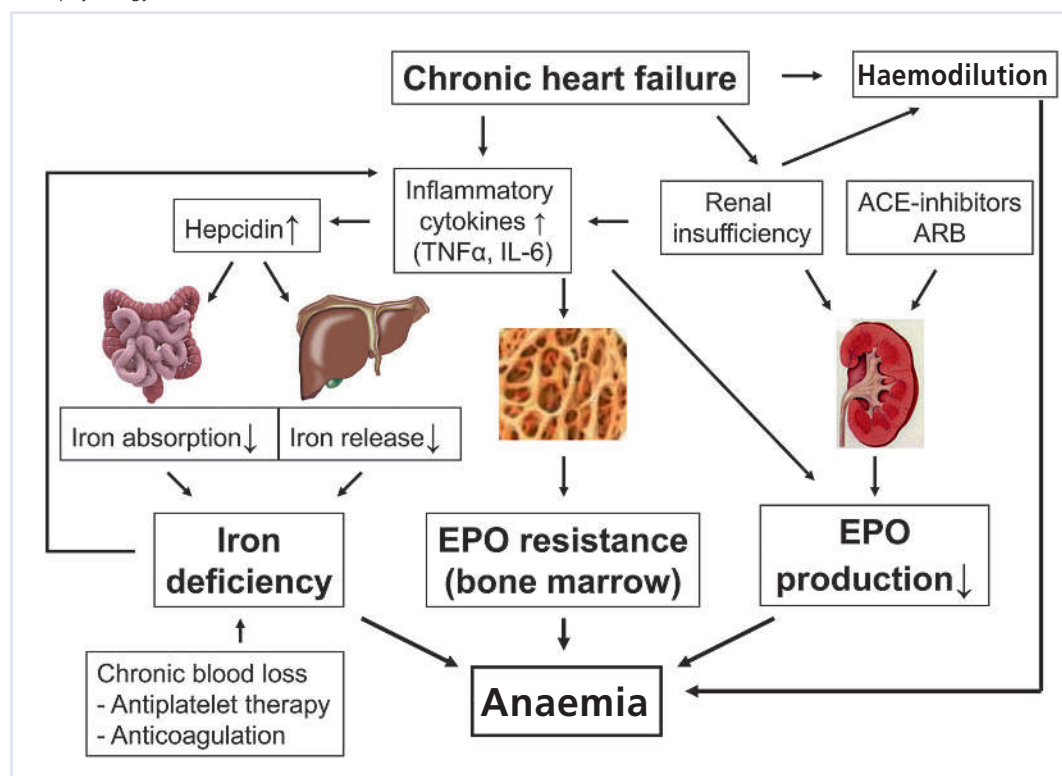 Chronic heart failure
Haemodilution
Inflammatory
cytokines ↑
(TNFα, IL-6)
Renal
insufficiency
ACE-inhibitors
ARB
Hepcidin↑
Iron absorption↓
Iron release↓
Iron
deficiency
EPO resistance
(bone marrow)
EPO
production↓
Chronic blood loss
- Antiplatelet therapy
- Anticoagulation
Anaemia